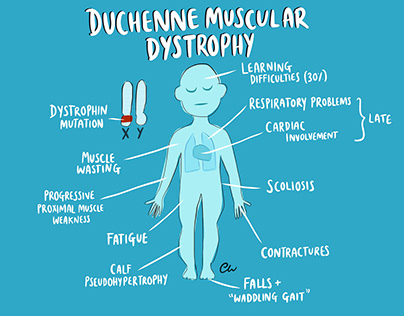 DUCHENNE MUSCULAR
DYSTROPHY
LEARNING
DIFFICULTIES (30%)
DYSTROPHIN
MUTATION
X Y
RESPIRATORY PROBLEMS
CARDIAC
INVOLVEMENT
LATE
MUSCLE
WASTING
PROGRESSIVE
PROXIMAL MUSCLE
WEAKNESS
SCOLIOSIS
FATIGUE
CONTRACTURES
CALF
PSEUDOHYPERTROPHY
FALLS +
"WADDLING GAIT"